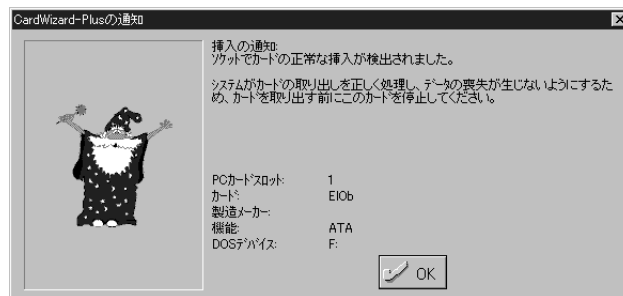 CardWizard-Plusの通知
挿入の通知:
ｿｹｯﾄでｶｰﾄﾞの正常な挿入が検出されました。
ｼｽﾃﾑがｶｰﾄﾞの取り出しを正しく処理し、ﾃﾞｰﾀの喪失が生じないようにするた
め、ｶｰﾄﾞを取り出す前にこのｶｰﾄﾞを停止してください。
PCｶｰﾄﾞｽﾛｯﾄ: 1
ｶｰﾄﾞ: EIOb
製造ﾒｰｶｰ:
機能: ATA
DOSﾃﾞﾊﾞｲｽ: F:
OK